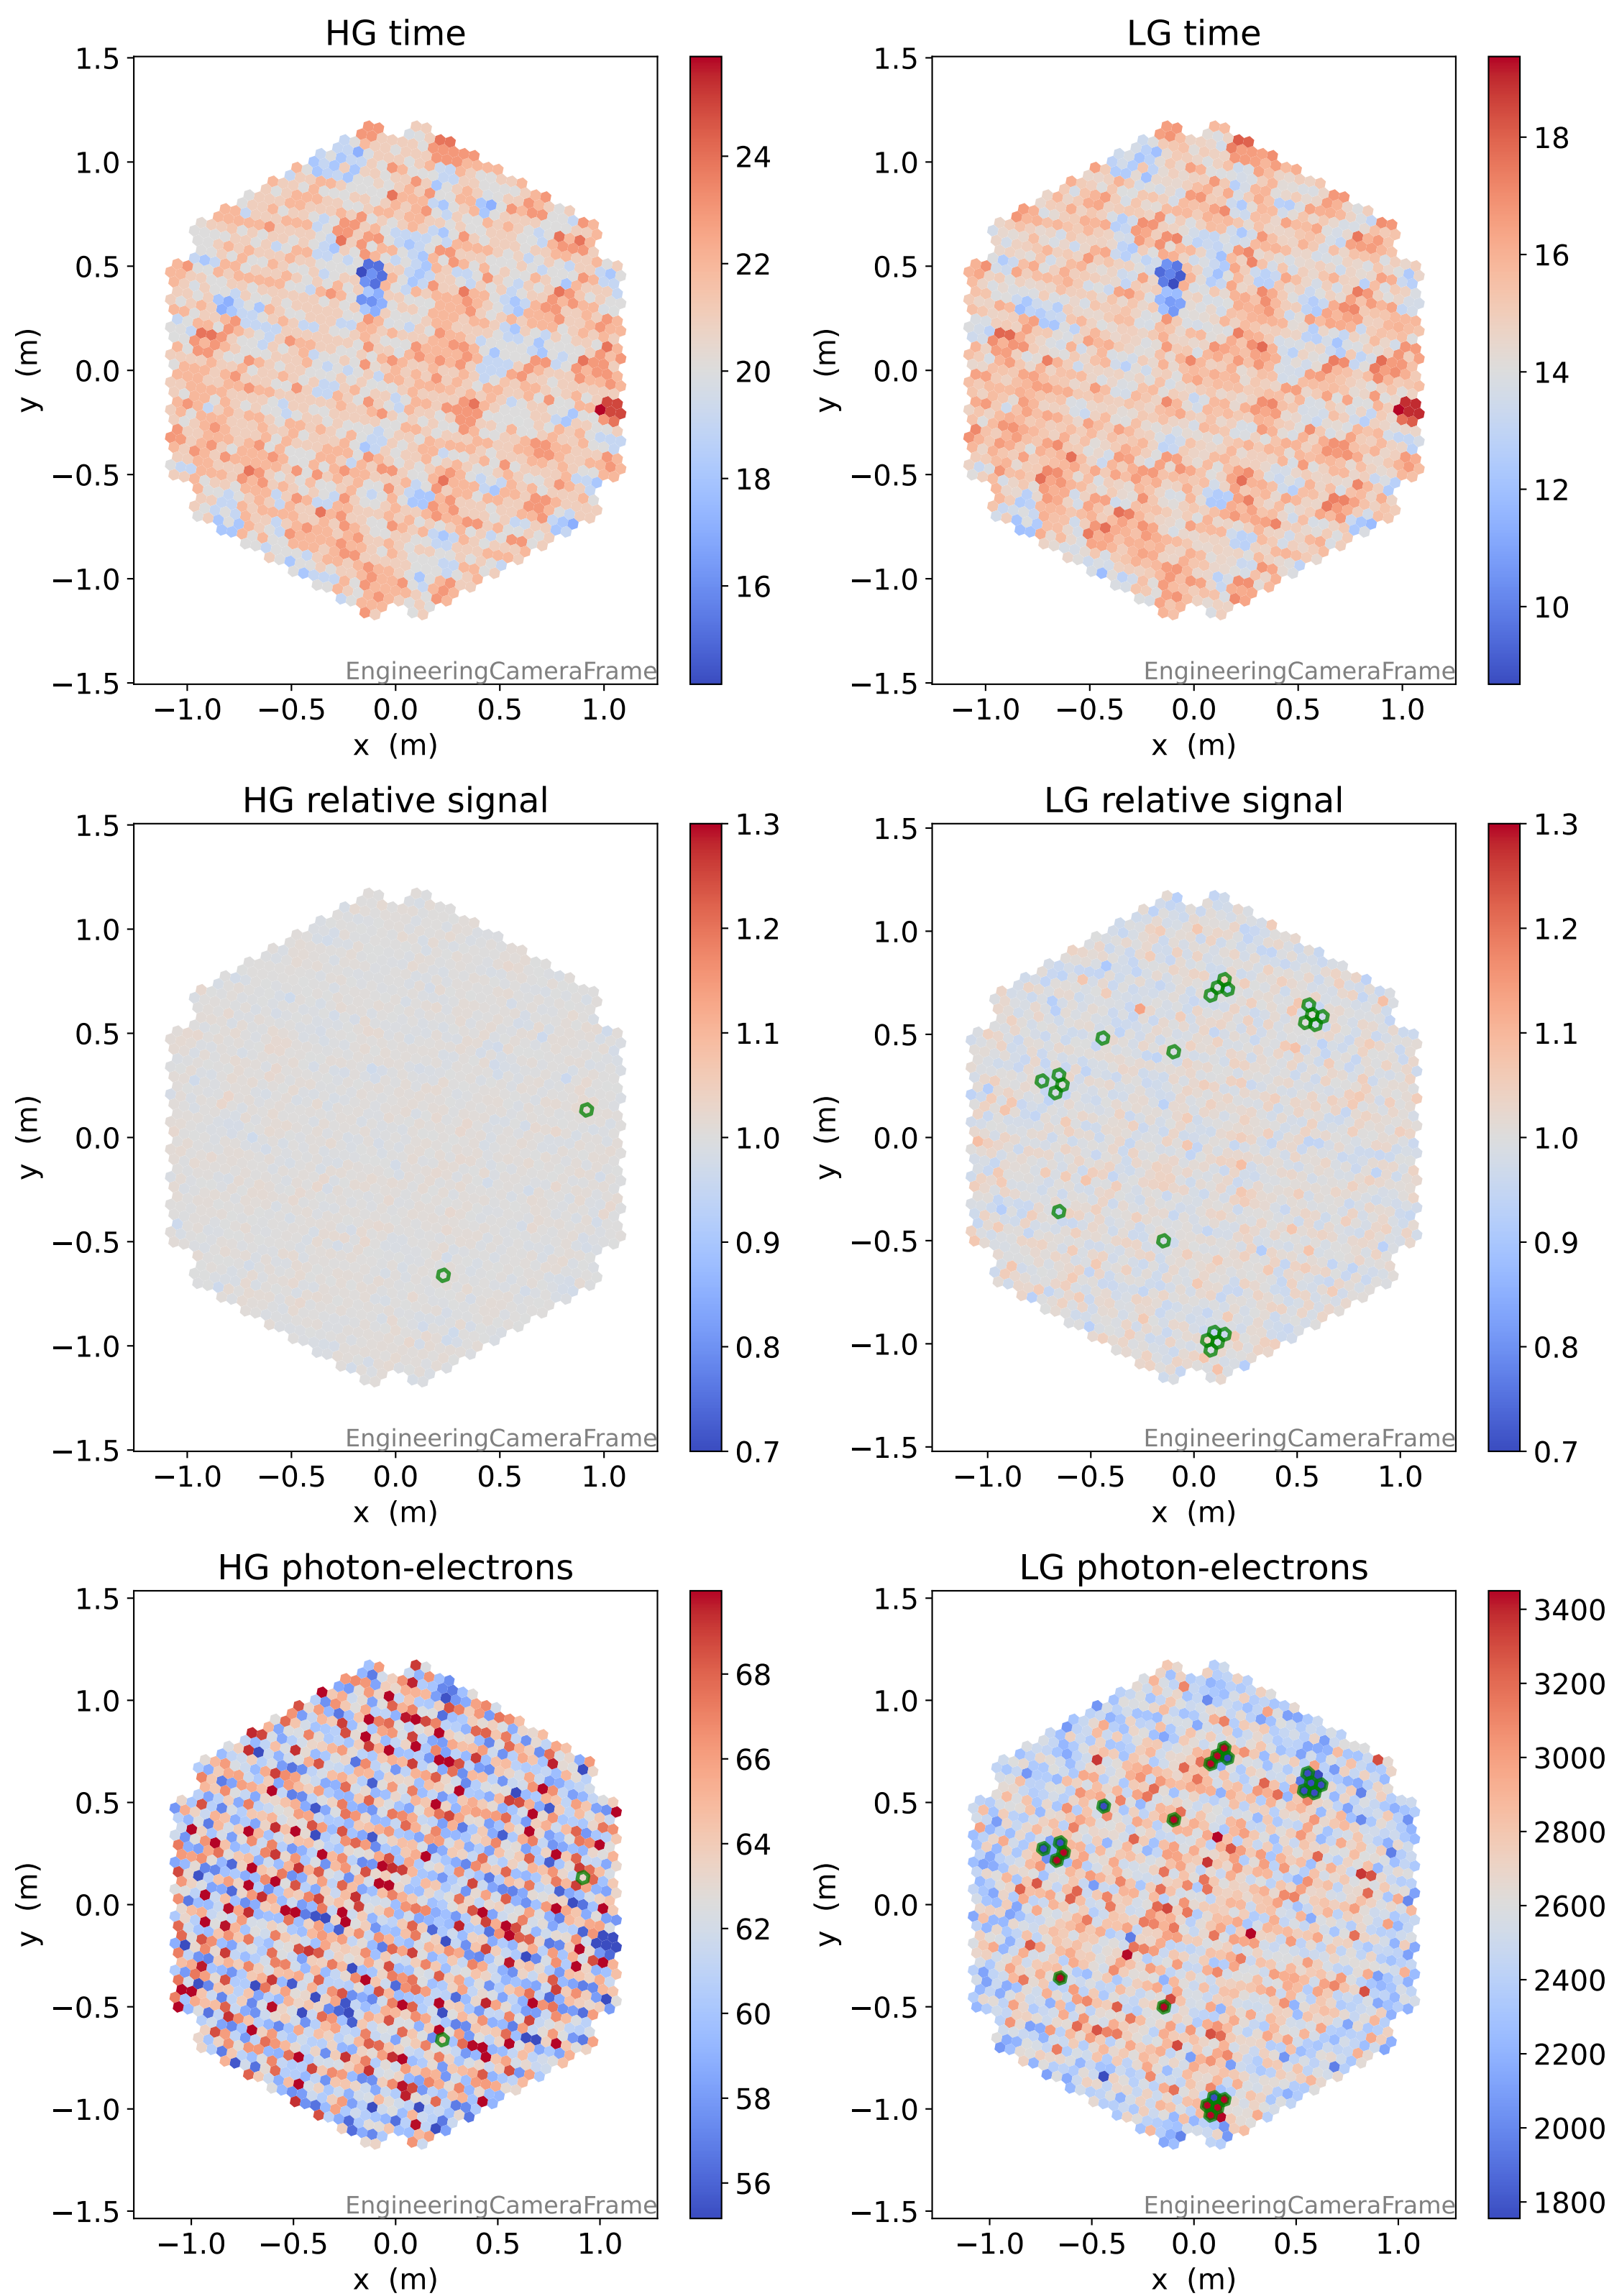 HG time
1.5
1.0
0.5
0.0
−0.5
−1.0
−1.5
y (m)
−1.0 −0.5 0.0 0.5 1.0
x (m)
EngineeringCameraFrame
24
22
20
18
16
LG time
1.5
1.0
0.5
0.0
−0.5
−1.0
−1.5
y (m)
−1.0 −0.5 0.0 0.5 1.0
x (m)
EngineeringCameraFrame
18
16
14
12
10
HG relative signal
1.5
1.0
0.5
0.0
−0.5
−1.0
−1.5
y (m)
−1.0 −0.5 0.0 0.5 1.0
x (m)
EngineeringCameraFrame
1.3
1.2
1.1
1.0
0.9
0.8
0.7
LG relative signal
1.5
1.0
0.5
0.0
−0.5
−1.0
−1.5
y (m)
−1.0 −0.5 0.0 0.5 1.0
x (m)
EngineeringCameraFrame
1.3
1.2
1.1
1.0
0.9
0.8
0.7
HG photon-electrons
1.5
1.0
0.5
0.0
−0.5
−1.0
−1.5
y (m)
−1.0 −0.5 0.0 0.5 1.0
x (m)
EngineeringCameraFrame
68
66
64
62
60
58
56
LG photon-electrons
1.5
1.0
0.5
0.0
−0.5
−1.0
−1.5
y (m)
−1.0 −0.5 0.0 0.5 1.0
x (m)
EngineeringCameraFrame
3400
3200
3000
2800
2600
2400
2200
2000
1800